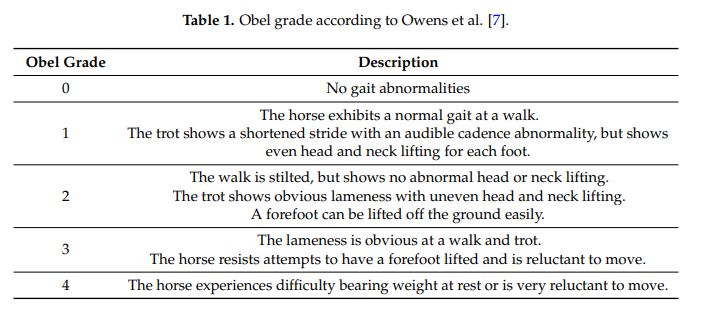 Table 1. Obel grade according to Owens et al. [7].
Obel Grade Description
0 No gait abnormalities
The horse exhibits a normal gait at a walk.
1 The trot shows a shortened stride with an audible cadence abnormality, but shows
even head and neck lifting for each foot.
The walk is stilted, but shows no abnormal head or neck lifting.
2 The trot shows obvious lameness with uneven head and neck lifting.
A forefoot can be lifted off the ground easily.
3 The lameness is obvious at a walk and trot.
The horse resists attempts to have a forefoot lifted and is reluctant to move.
4 The horse experiences difficulty bearing weight at rest or is very reluctant to move.